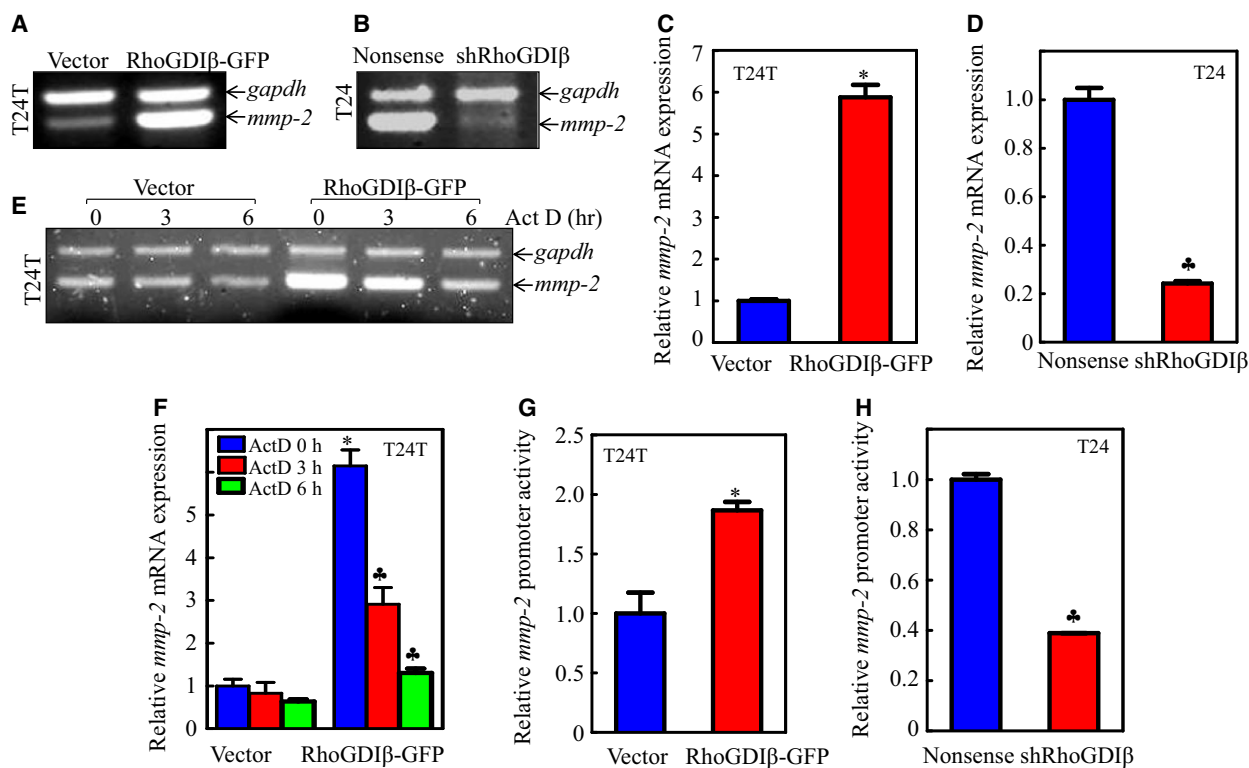 A
Vector RhoGDIβ-GFP
T24T
gapdh
mmp-2
B
Nonsense shRhoGDIβ
T24
gapdh
mmp-2
C
Relative mmp-2 mRNA expression
7
6
5
4
3
2
1
0
T24T
*
Vector RhoGDIβ-GFP
D
Relative mmp-2 mRNA expression
1.0
0.8
0.6
0.4
0.2
0
T24
♣
Nonsense shRhoGDIβ
E
Vector RhoGDIβ-GFP
0 3 6 0 3 6 Act D (hr)
T24T
gapdh
mmp-2
F
Relative mmp-2 mRNA expression
5
4
3
2
1
0
ActD 0 h
ActD 3 h
ActD 6 h
T24T
*
♣
♣
Vector RhoGDIβ-GFP
G
Relative mmp-2 promoter activity
2.5
2.0
1.5
1.0
0.5
0
T24T
*
Vector RhoGDIβ-GFP
H
Relative mmp-2 promoter activity
1.0
0.8
0.6
0.4
0.2
0
T24
♣
Nonsense shRhoGDIβ